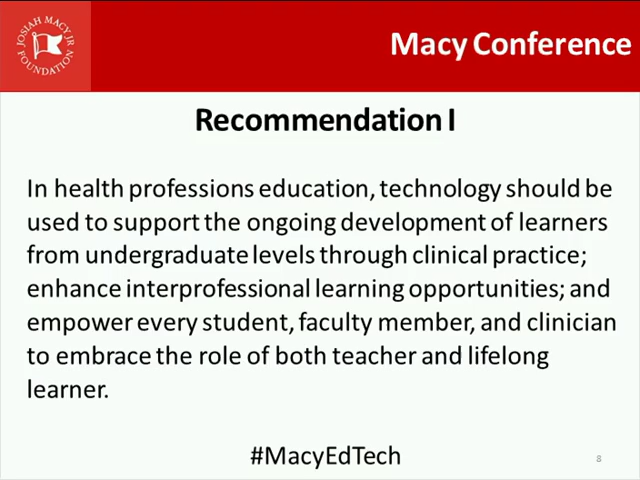 JOSIAH MACY JR
FOUNDATION
Macy Conference
Recommendation I
In health professions education, technology should be
used to support the ongoing development of learners
from undergraduate levels through clinical practice;
enhance interprofessional learning opportunities; and
empower every student, faculty member, and clinician
to embrace the role of both teacher and lifelong
learner.
#MacyEdTech
8